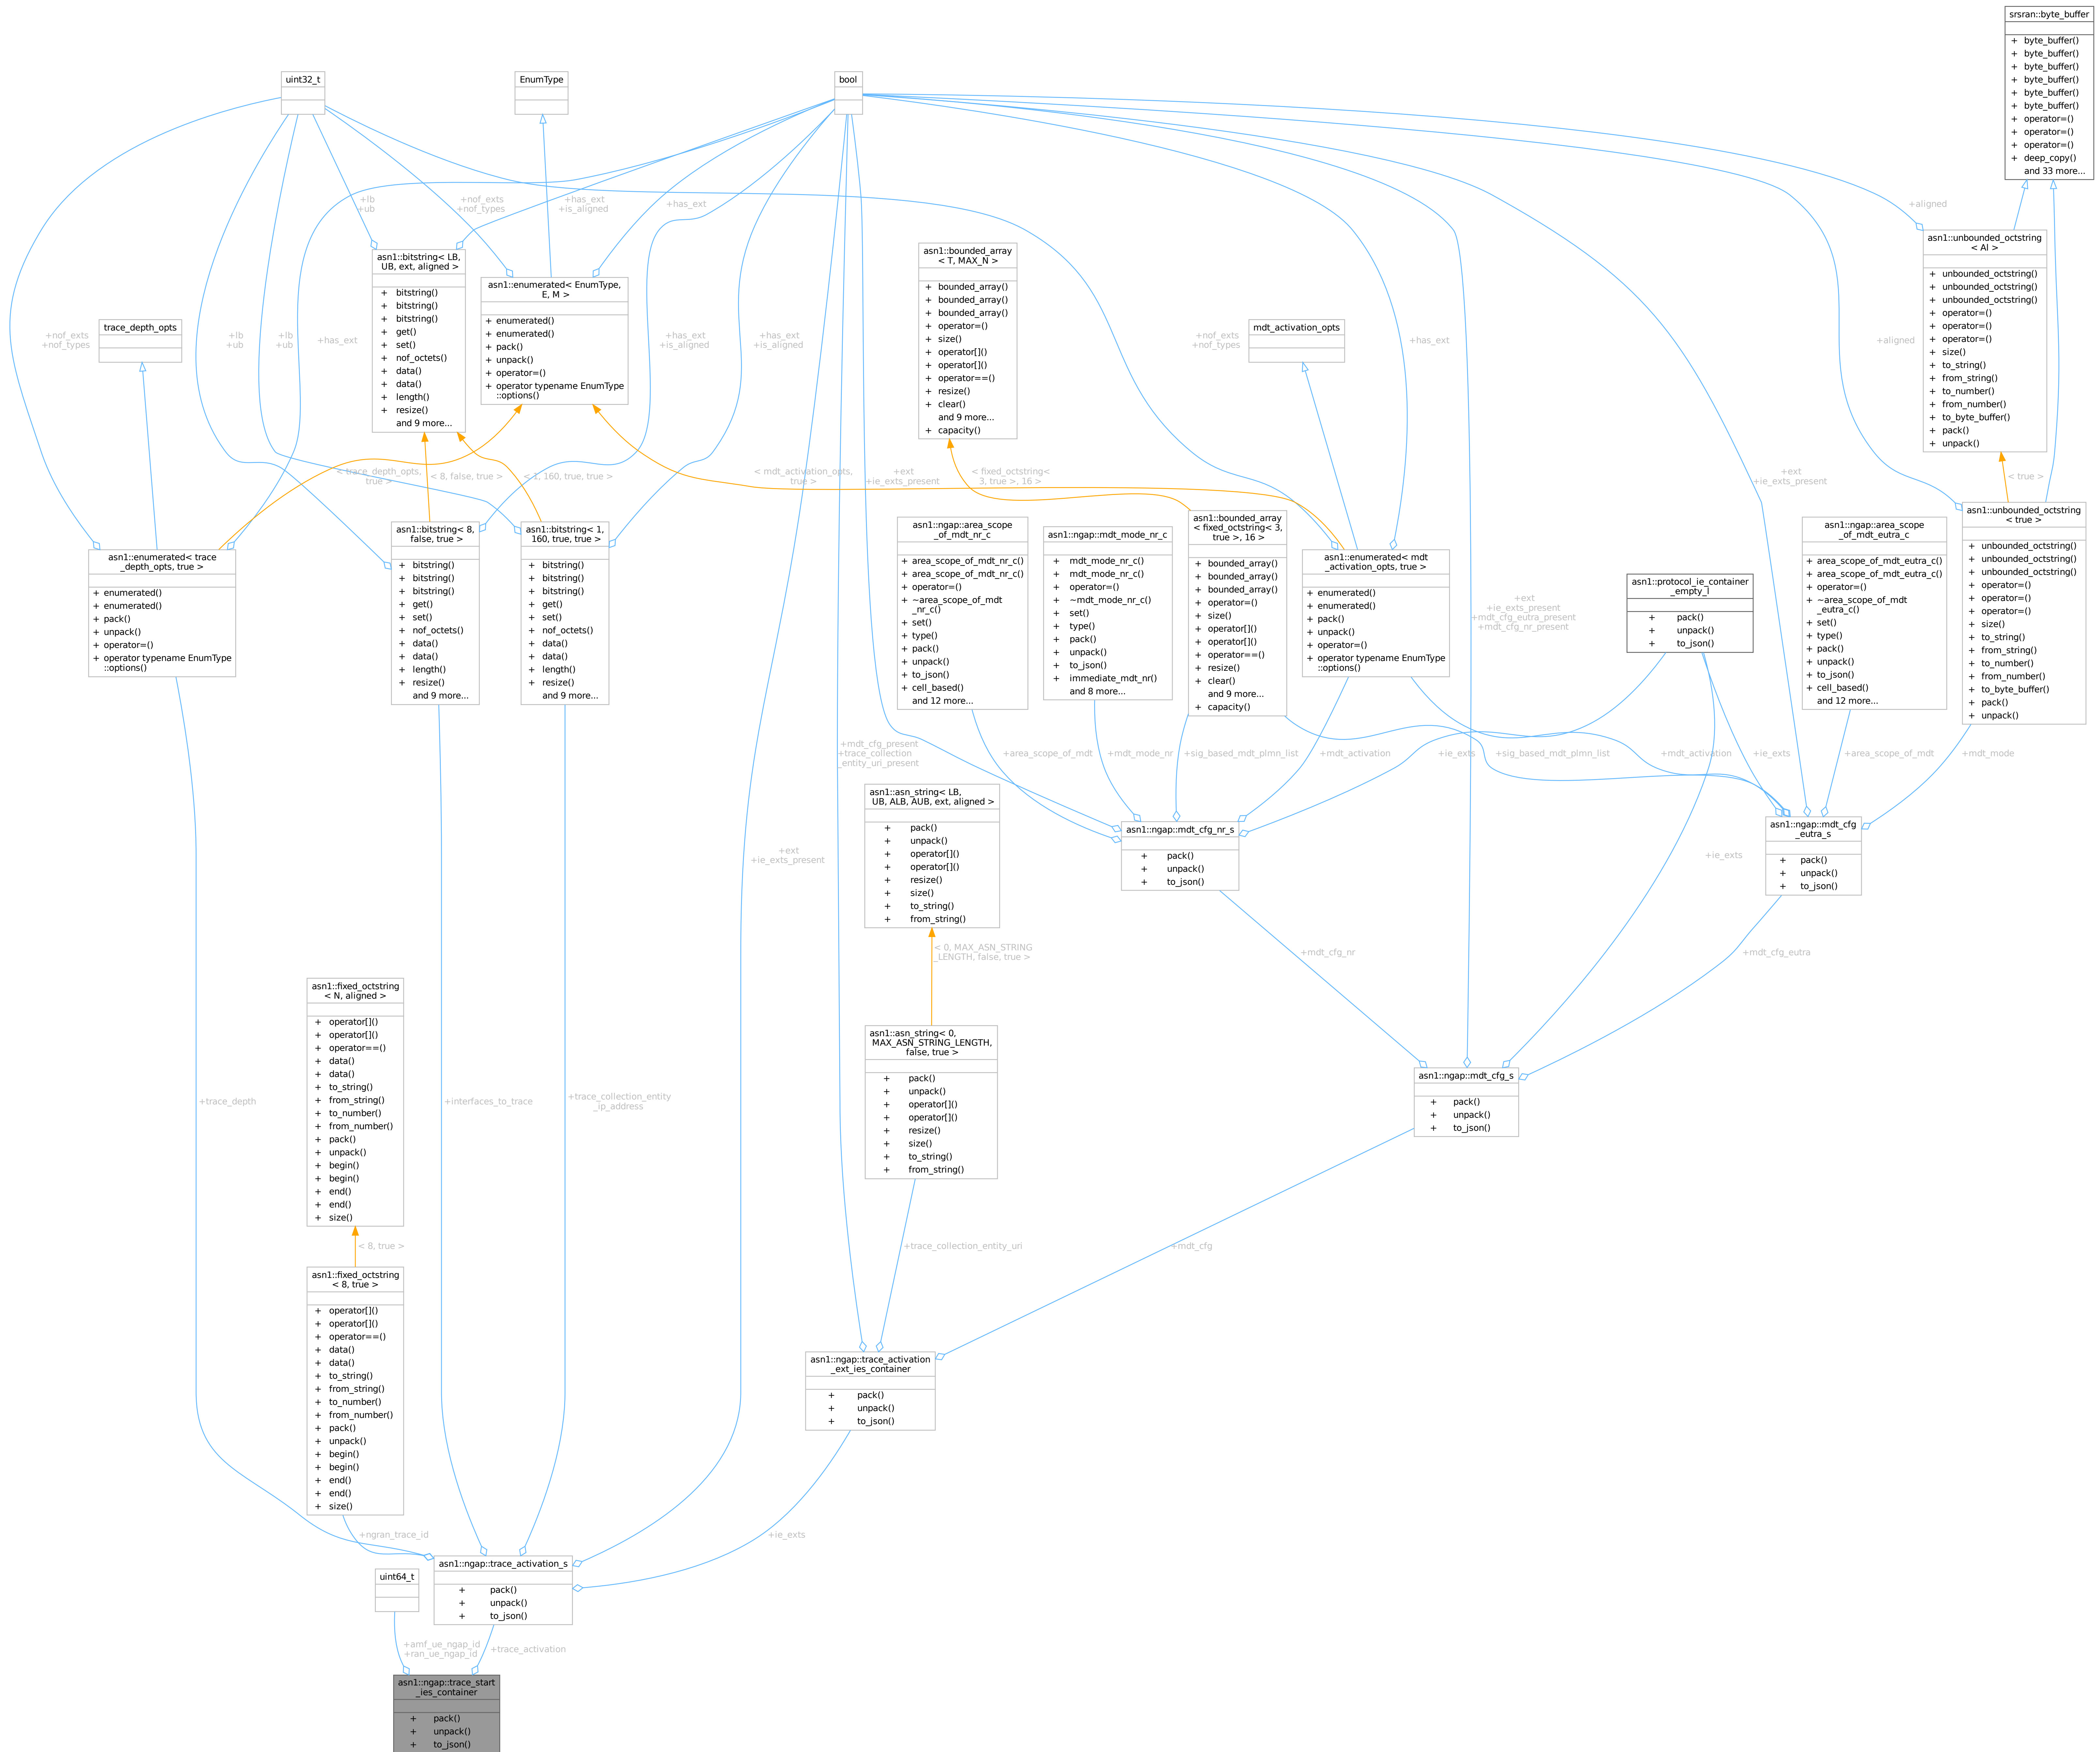 srsran::byte_buffer
+ byte_buffer()
+ byte_buffer()
+ byte_buffer()
+ byte_buffer()
+ byte_buffer()
+ byte_buffer()
+ operator=()
+ operator=()
+ operator=()
+ deep_copy()
and 33 more...
uint32_t
EnumType
bool
+lb
+ub
+nof_exts
+nof_types
+has_ext
+is_aligned
+has_ext
+aligned
asn1::bitstring< LB,
UB, ext, aligned >
+ bitstring()
+ bitstring()
+ bitstring()
+ get()
+ set()
+ nof_octets()
+ data()
+ data()
+ length()
+ resize()
and 9 more...
asn1::enumerated< EnumType,
E, M >
+ enumerated()
+ enumerated()
+ pack()
+ unpack()
+ operator=()
+ operator typename EnumType
::options()
asn1::bounded_array
< T, MAX_N >
+ bounded_array()
+ bounded_array()
+ bounded_array()
+ operator=()
+ size()
+ operator[]()
+ operator[]()
+ operator==()
+ resize()
+ clear()
and 9 more...
+ capacity()
asn1::unbounded_octstring
< Al >
+ unbounded_octstring()
+ unbounded_octstring()
+ unbounded_octstring()
+ operator=()
+ operator=()
+ operator=()
+ size()
+ to_string()
+ from_string()
+ to_number()
+ from_number()
+ to_byte_buffer()
+ pack()
+ unpack()
+nof_exts
+nof_types
trace_depth_opts
+lb
+ub
+lb
+ub
+has_ext
+has_ext
+is_aligned
+has_ext
+is_aligned
+nof_exts
+nof_types
mdt_activation_opts
+has_ext
+aligned
< trace_depth_opts,
true >
< 8, false, true >
< 1, 160, true, true >
< mdt_activation_opts,
true >
+ext
+ie_exts_present
< fixed_octstring<
3, true >, 16 >
+ext
+ie_exts_present
< true >
asn1::enumerated< trace
_depth_opts, true >
+ enumerated()
+ enumerated()
+ pack()
+ unpack()
+ operator=()
+ operator typename EnumType
::options()
asn1::bitstring< 8,
false, true >
+ bitstring()
+ bitstring()
+ bitstring()
+ get()
+ set()
+ nof_octets()
+ data()
+ data()
+ length()
+ resize()
and 9 more...
asn1::bitstring< 1,
160, true, true >
+ bitstring()
+ bitstring()
+ bitstring()
+ get()
+ set()
+ nof_octets()
+ data()
+ data()
+ length()
+ resize()
and 9 more...
asn1::ngap::area_scope
_of_mdt_nr_c
+ area_scope_of_mdt_nr_c()
+ area_scope_of_mdt_nr_c()
+ operator=()
+ ~area_scope_of_mdt
_nr_c()
+ set()
+ type()
+ pack()
+ unpack()
+ to_json()
+ cell_based()
and 12 more...
asn1::ngap::mdt_mode_nr_c
+ mdt_mode_nr_c()
+ mdt_mode_nr_c()
+ operator=()
+ ~mdt_mode_nr_c()
+ set()
+ type()
+ pack()
+ unpack()
+ to_json()
+ immediate_mdt_nr()
and 8 more...
asn1::bounded_array
< fixed_octstring< 3,
true >, 16 >
+ bounded_array()
+ bounded_array()
+ bounded_array()
+ operator=()
+ size()
+ operator[]()
+ operator[]()
+ operator==()
+ resize()
+ clear()
and 9 more...
+ capacity()
asn1::enumerated< mdt
_activation_opts, true >
+ enumerated()
+ enumerated()
+ pack()
+ unpack()
+ operator=()
+ operator typename EnumType
::options()
+ext
+ie_exts_present
+mdt_cfg_eutra_present
+mdt_cfg_nr_present
asn1::protocol_ie_container
_empty_l
+ pack()
+ unpack()
+ to_json()
asn1::ngap::area_scope
_of_mdt_eutra_c
+ area_scope_of_mdt_eutra_c()
+ area_scope_of_mdt_eutra_c()
+ operator=()
+ ~area_scope_of_mdt
_eutra_c()
+ set()
+ type()
+ pack()
+ unpack()
+ to_json()
+ cell_based()
and 12 more...
asn1::unbounded_octstring
< true >
+ unbounded_octstring()
+ unbounded_octstring()
+ unbounded_octstring()
+ operator=()
+ operator=()
+ operator=()
+ size()
+ to_string()
+ from_string()
+ to_number()
+ from_number()
+ to_byte_buffer()
+ pack()
+ unpack()
+mdt_cfg_present
+trace_collection
_entity_uri_present
+area_scope_of_mdt
+mdt_mode_nr
+sig_based_mdt_plmn_list
+mdt_activation
+ie_exts
+sig_based_mdt_plmn_list
+mdt_activation
+ie_exts
+area_scope_of_mdt
+mdt_mode
asn1::asn_string< LB,
UB, ALB, AUB, ext, aligned >
+ pack()
+ unpack()
+ operator[]()
+ operator[]()
+ resize()
+ size()
+ to_string()
+ from_string()
asn1::ngap::mdt_cfg_nr_s
+ pack()
+ unpack()
+ to_json()
asn1::ngap::mdt_cfg
_eutra_s
+ pack()
+ unpack()
+ to_json()
+ext
+ie_exts_present
+ie_exts
< 0, MAX_ASN_STRING
_LENGTH, false, true >
+mdt_cfg_nr
+mdt_cfg_eutra
asn1::fixed_octstring
< N, aligned >
+ operator[]()
+ operator[]()
+ operator==()
+ data()
+ data()
+ to_string()
+ from_string()
+ to_number()
+ from_number()
+ pack()
+ unpack()
+ begin()
+ begin()
+ end()
+ end()
+ size()
asn1::asn_string< 0,
MAX_ASN_STRING_LENGTH,
false, true >
+ pack()
+ unpack()
+ operator[]()
+ operator[]()
+ resize()
+ size()
+ to_string()
+ from_string()
asn1::ngap::mdt_cfg_s
+ pack()
+ unpack()
+ to_json()
+trace_depth
+interfaces_to_trace
+trace_collection_entity
_ip_address
< 8, true >
+trace_collection_entity_uri
+mdt_cfg
asn1::fixed_octstring
< 8, true >
+ operator[]()
+ operator[]()
+ operator==()
+ data()
+ data()
+ to_string()
+ from_string()
+ to_number()
+ from_number()
+ pack()
+ unpack()
+ begin()
+ begin()
+ end()
+ end()
+ size()
asn1::ngap::trace_activation
_ext_ies_container
+ pack()
+ unpack()
+ to_json()
+ngran_trace_id
+ie_exts
uint64_t
asn1::ngap::trace_activation_s
+ pack()
+ unpack()
+ to_json()
+amf_ue_ngap_id
+ran_ue_ngap_id
+trace_activation
asn1::ngap::trace_start
_ies_container
+ pack()
+ unpack()
+ to_json()